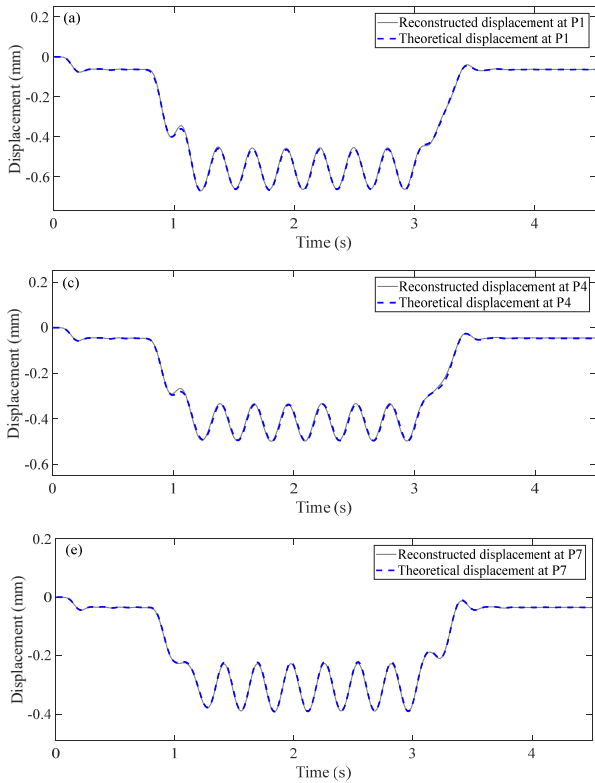 (a)
Reconstructed displacement at P1
Theoretical displacement at P1
Displacement (mm)
0.2
0
-0.2
-0.4
-0.6
0 1 2 3 4
Time (s)
(c)
Reconstructed displacement at P4
Theoretical displacement at P4
Displacement (mm)
0.2
0
-0.2
-0.4
-0.6
0 1 2 3 4
Time (s)
(e)
Reconstructed displacement at P7
Theoretical displacement at P7
Displacement (mm)
0.2
0
-0.2
-0.4
0 1 2 3 4
Time (s)